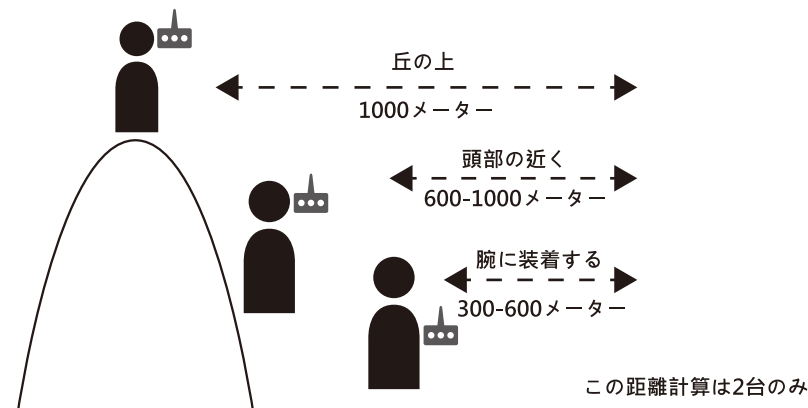 丘の上
1000メーター
頭部の近く
600-1000メーター
腕に装着する
300-600メーター
この距離計算は2台のみ